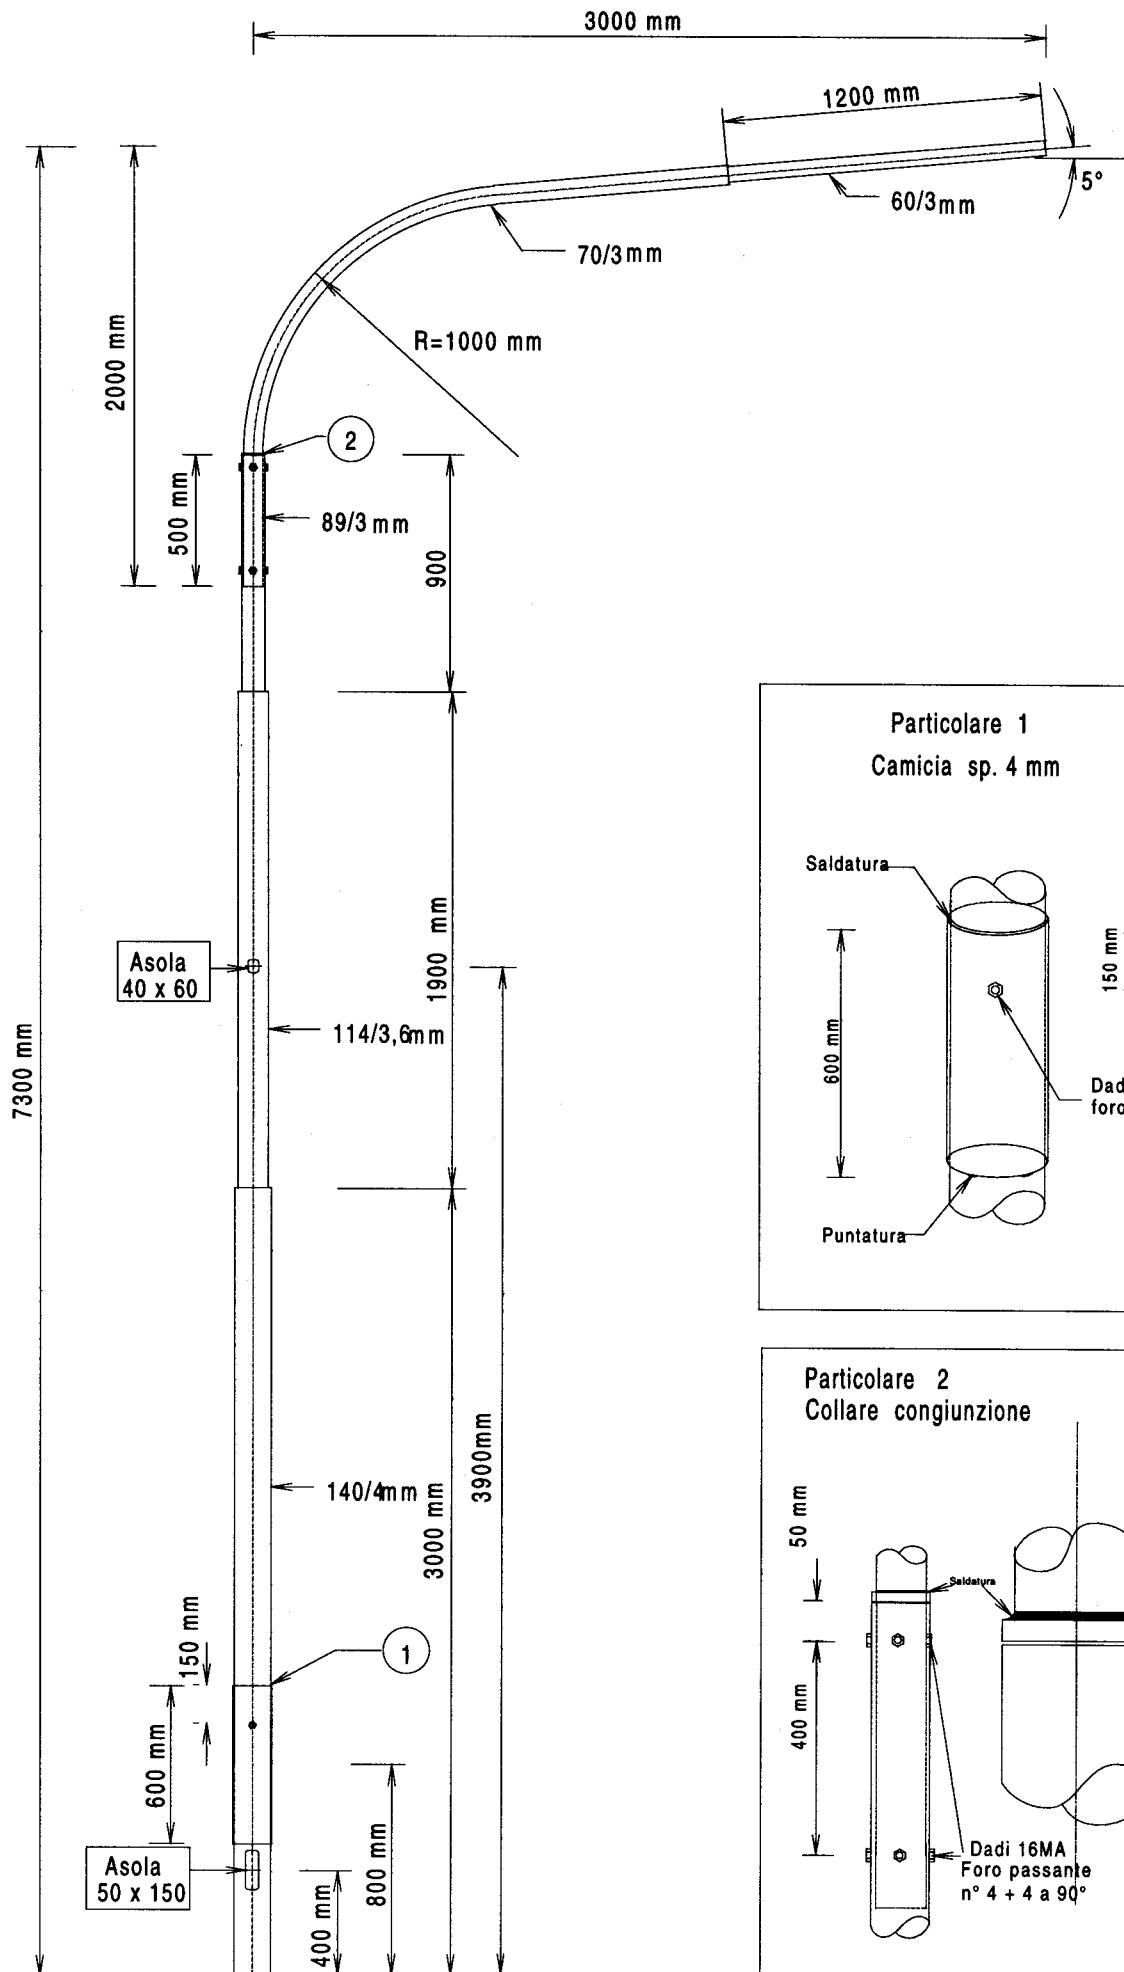 3000 mm
1200 mm
5°
60/3mm
70/3mm
R=1000 mm
2000 mm
2
500 mm
89/3 mm
900
Particolare 1
Camicia sp. 4 mm
Saldatura
150 mm
600 mm
Dad
foro
Puntatura
1900 mm
Asola
40 x 60
114/3,6mm
7300 mm
Particolare 2
Collare congiunzione
50 mm
Saldatura
400 mm
Dadi 16MA
Foro passante
n° 4 + 4 a 90°
3900mm
140/4mm
3000 mm
150 mm
1
600 mm
800 mm
Asola
50 x 150
400 mm